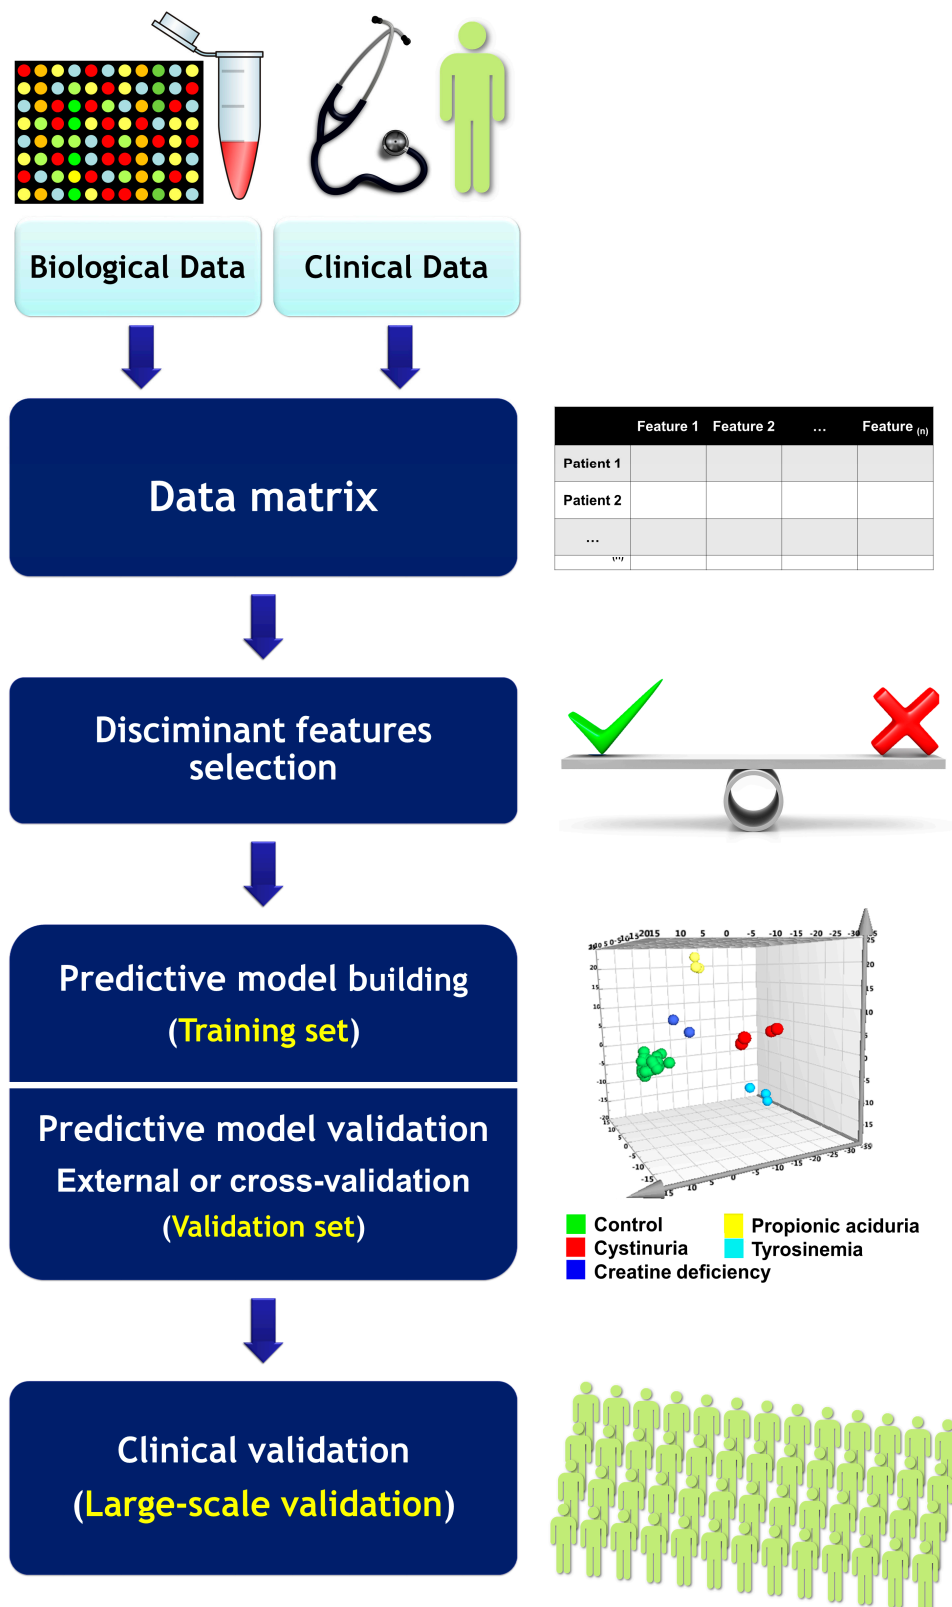 Biological Data
Clinical Data
Data matrix
Feature 1 Feature 2 ... Feature (n)
Patient 1
Patient 2
...
(n)
Disciminant features
selection
Predictive model building
(Training set)
Predictive model validation
External or cross-validation
(Validation set)
Control
Propionic aciduria
Cystinuria
Tyrosinemia
Creatine deficiency
Clinical validation
(Large-scale validation)